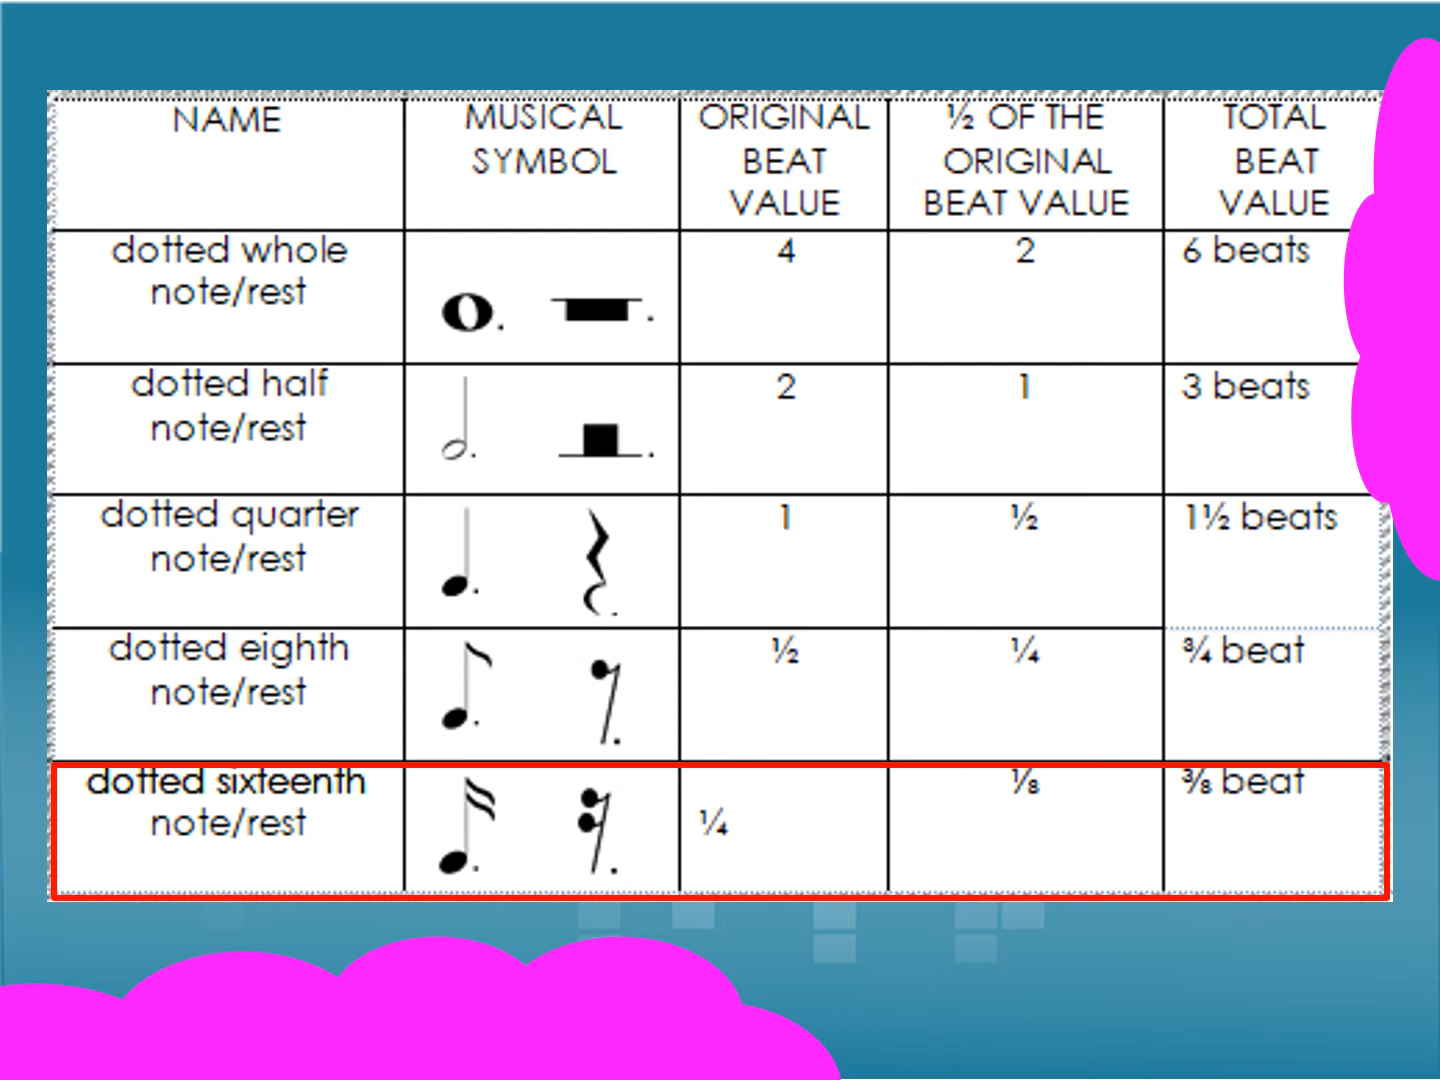 NAME
MUSICAL
SYMBOL
ORIGINAL
BEAT
VALUE
½ OF THE
ORIGINAL
BEAT VALUE
TOTAL
BEAT
VALUE
dotted whole
note/rest
4
2
6 beats
dotted half
note/rest
2
1
3 beats
dotted quarter
note/rest
1
½
1½ beats
dotted eighth
note/rest
½
¼
¾ beat
dotted sixteenth
note/rest
¼
⅛
⅜ beat